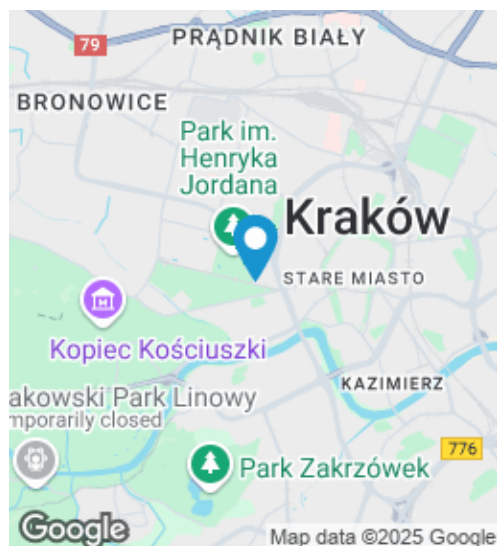 PRĄDNIK BIAŁY
79
BRONOWICE
Park im.
Henryka
Jordana
Kraków
STARE MIASTO
Kopiec Kościuszki
KAZIMIERZ
akowski Park Linowy
mporarily closed
776
Park Zakrzówek
Google
Map data ©2025 Google